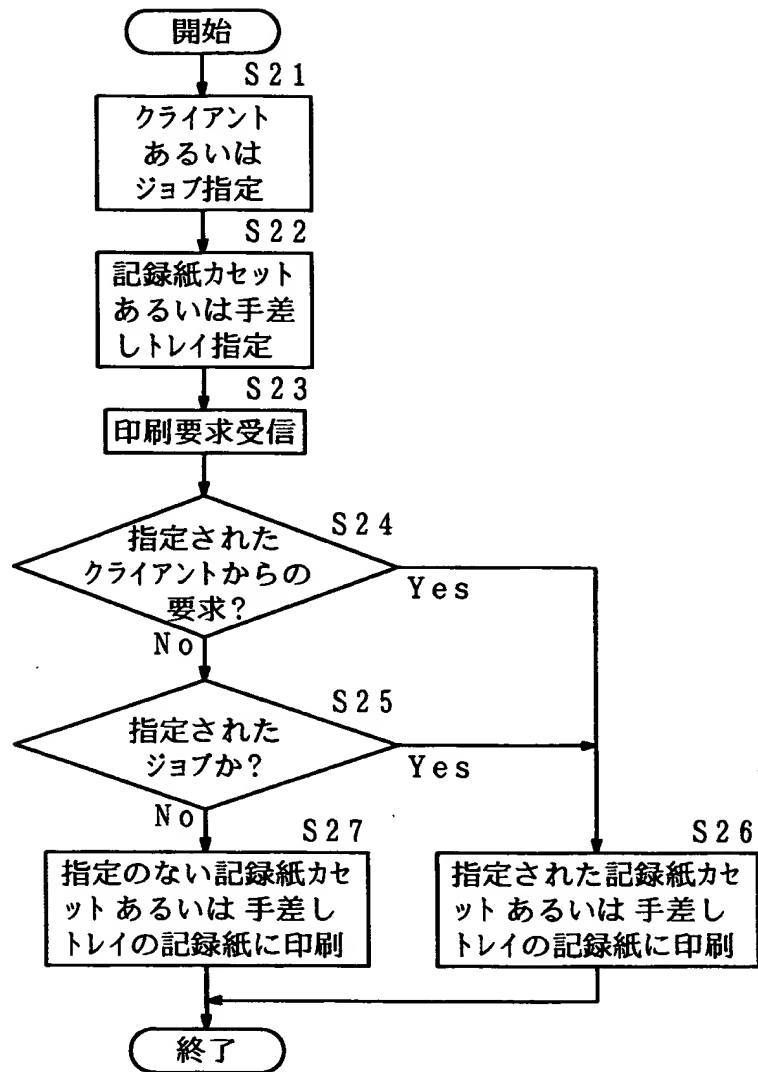 開始
S21
クライアント
あるいは
ジョブ指定
S22
記録紙カセット
あるいは手差
しトレイ指定
S23
印刷要求受信
S24
指定された
クライアントからの
要求?
Yes
No
S25
指定された
ジョブか?
Yes
No
S27
指定のない記録紙カセ
ット あるいは 手差し
トレイの記録紙に印刷
S26
指定された記録紙カセ
ット あるいは 手差し
トレイの記録紙に印刷
終了